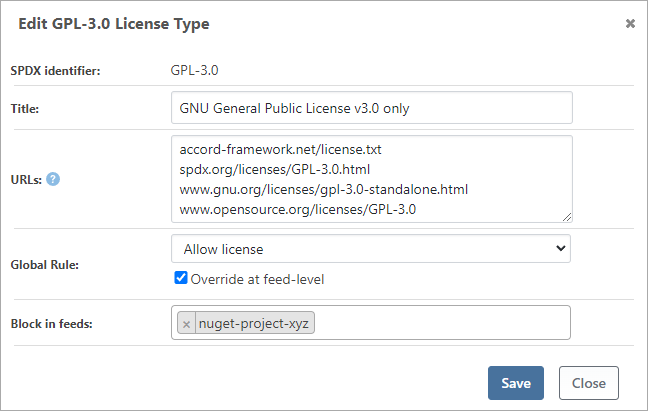 Edit GPL-3.0 License Type
×
SPDX identifier: GPL-3.0
Title: GNU General Public License v3.0 only
URLs: ?
accord-framework.net/license.txt
spdx.org/licenses/GPL-3.0.html
www.gnu.org/licenses/gpl-3.0-standalone.html
www.opensource.org/licenses/GPL-3.0
Global Rule: Allow license
Override at feed-level
Block in feeds: × nuget-project-xyz
Save Close